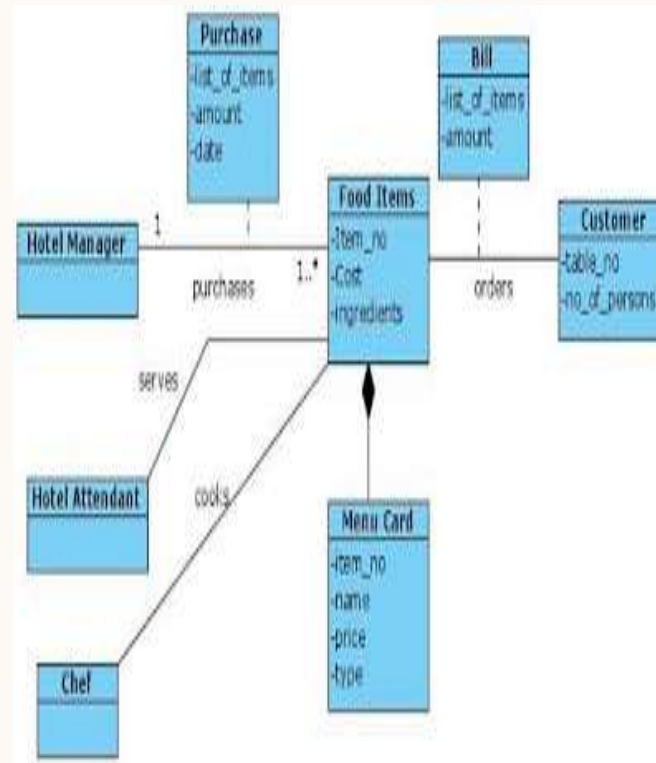 Purchase
-list_of_items
-amount
-date
Bill
-list_of_items
-amount
Hotel Manager
1
purchases
1..*
Food Items
-Item_no
-Cost
-ingredients
orders
Customer
-table_no
-no_of_persons
serves
Hotel Attendant
cooks
Menu Card
-item_no
-name
-price
-type
Chef